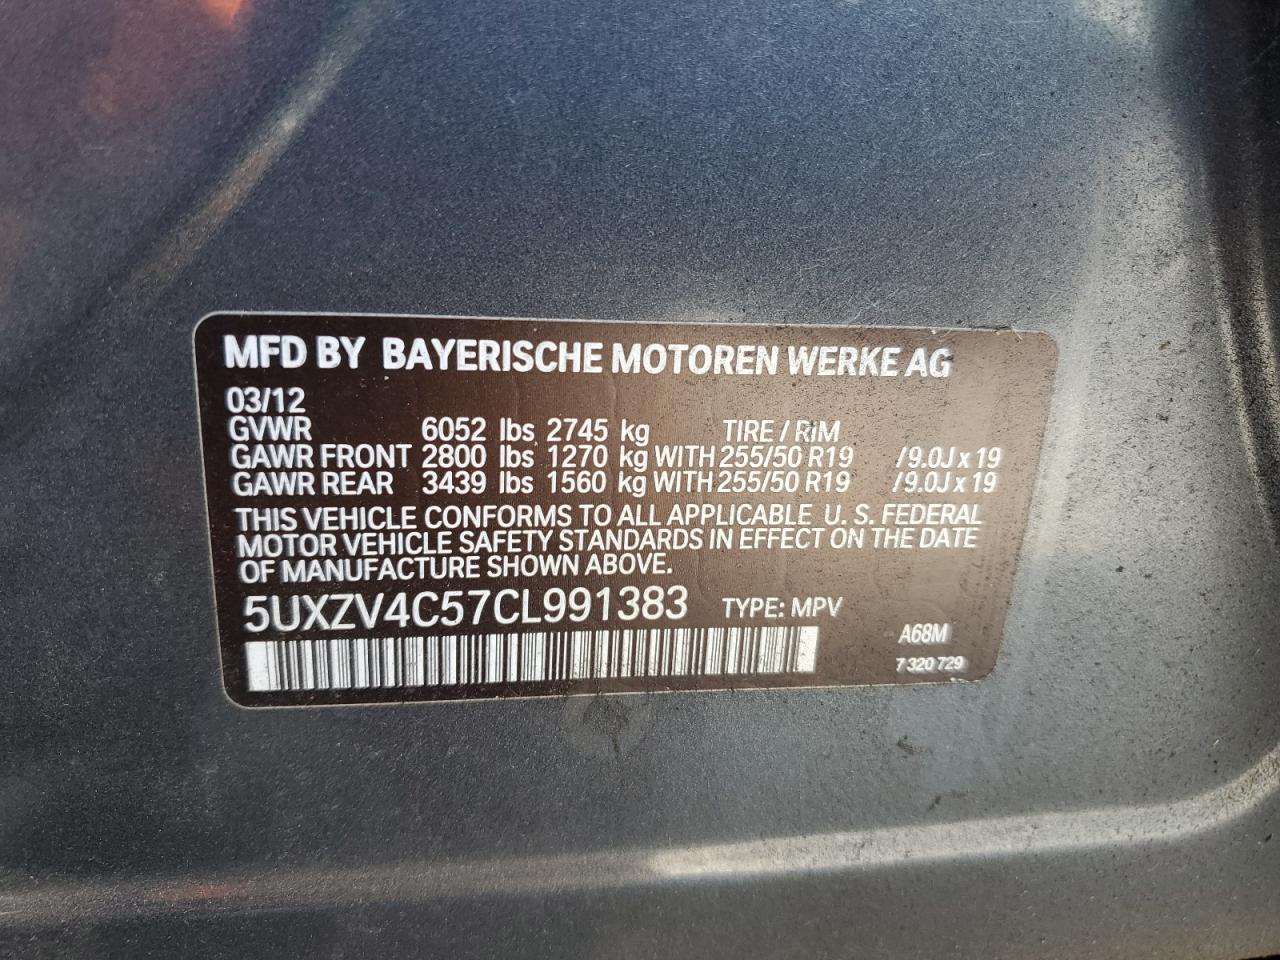 MFD BY BAYERISCHE MOTOREN WERKE AG
03/12
GVWR 6052 lbs 2745 kg TIRE / RIM
GAWR FRONT 2800 lbs 1270 kg WITH 255/50 R19 /9.0J x 19
GAWR REAR 3439 lbs 1560 kg WITH 255/50 R19 /9.0J x 19
THIS VEHICLE CONFORMS TO ALL APPLICABLE U. S. FEDERAL
MOTOR VEHICLE SAFETY STANDARDS IN EFFECT ON THE DATE
OF MANUFACTURE SHOWN ABOVE.
5UXZV4C57CL991383 TYPE: MPV
A68M
7 320 729